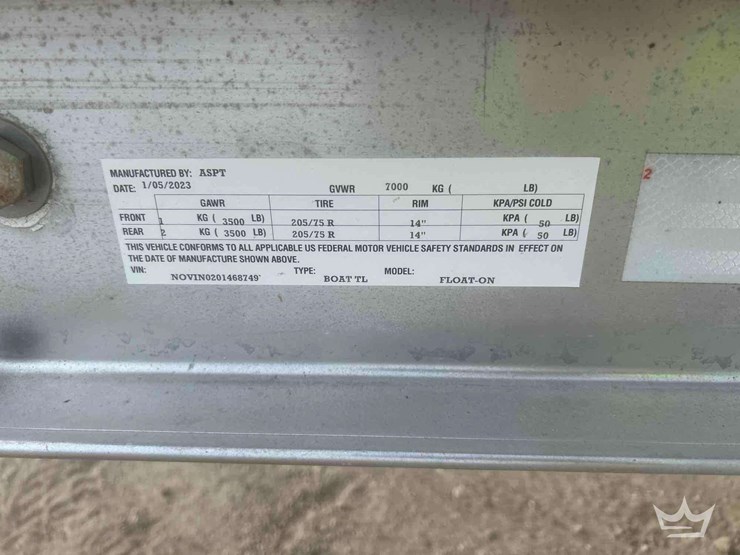 MANUFACTURED BY: ASPT
DATE: 1/05/2023 GVWR 7000 KG ( LB)
GAWR TIRE RIM KPA/PSI COLD
FRONT 1 KG ( 3500 LB) 205/75 R 14" KPA ( 50 LB)
REAR 2 KG ( 3500 LB) 205/75 R 14" KPA ( 50 LB)
THIS VEHICLE CONFORMS TO ALL APPLICABLE US FEDERAL MOTOR VEHICLE SAFETY STANDARDS IN EFFECT ON
THE DATE OF MANUFACTURE SHOWN ABOVE.
VIN: NOVIN0201468749' TYPE: BOAT TL MODEL: FLOAT-ON
2